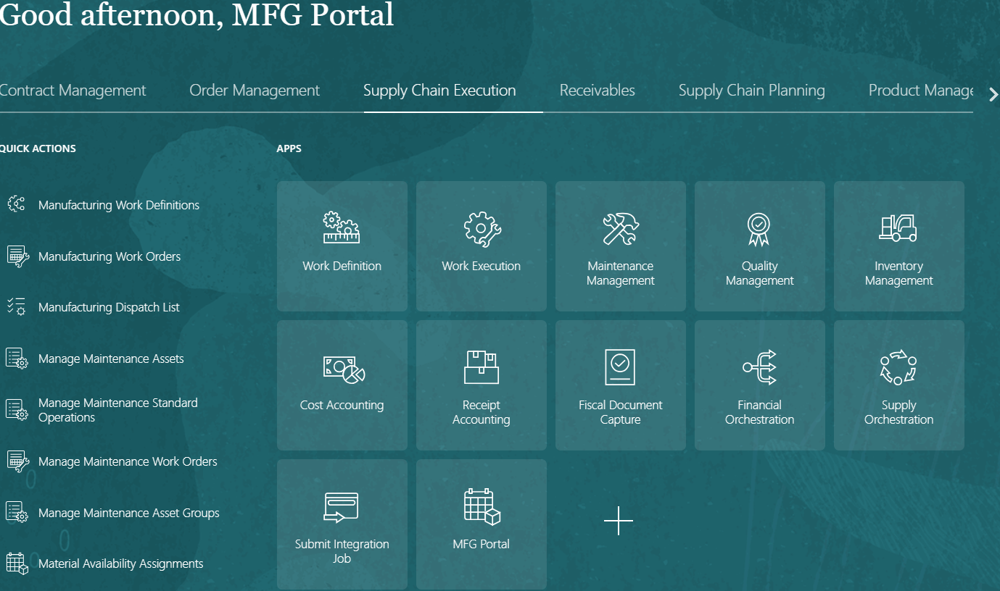 Good afternoon, MFG Portal
Contract Management
Order Management
Supply Chain Execution
Receivables
Supply Chain Planning
Product Manage
QUICK ACTIONS
Manufacturing Work Definitions
Manufacturing Work Orders
Manufacturing Dispatch List
Manage Maintenance Assets
Manage Maintenance Standard
Operations
Manage Maintenance Work Orders
Manage Maintenance Asset Groups
Material Availability Assignments
APPS
Work Definition
Work Execution
Maintenance
Management
Quality
Management
Inventory
Management
Cost Accounting
Receipt
Accounting
Fiscal Document
Capture
Financial
Orchestration
Supply
Orchestration
Submit Integration
Job
MFG Portal